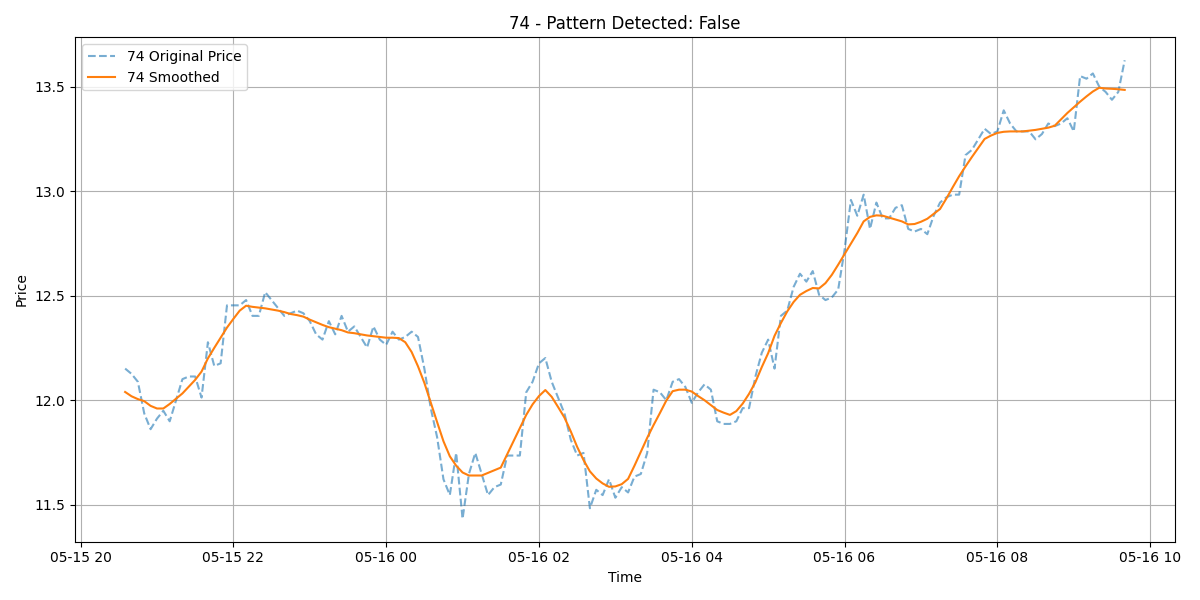 74 - Pattern Detected: False
74 Original Price
74 Smoothed
Price
13.5
13.0
12.5
12.0
11.5
05-15 20
05-15 22
05-16 00
05-16 02
05-16 04
05-16 06
05-16 08
05-16 10
Time